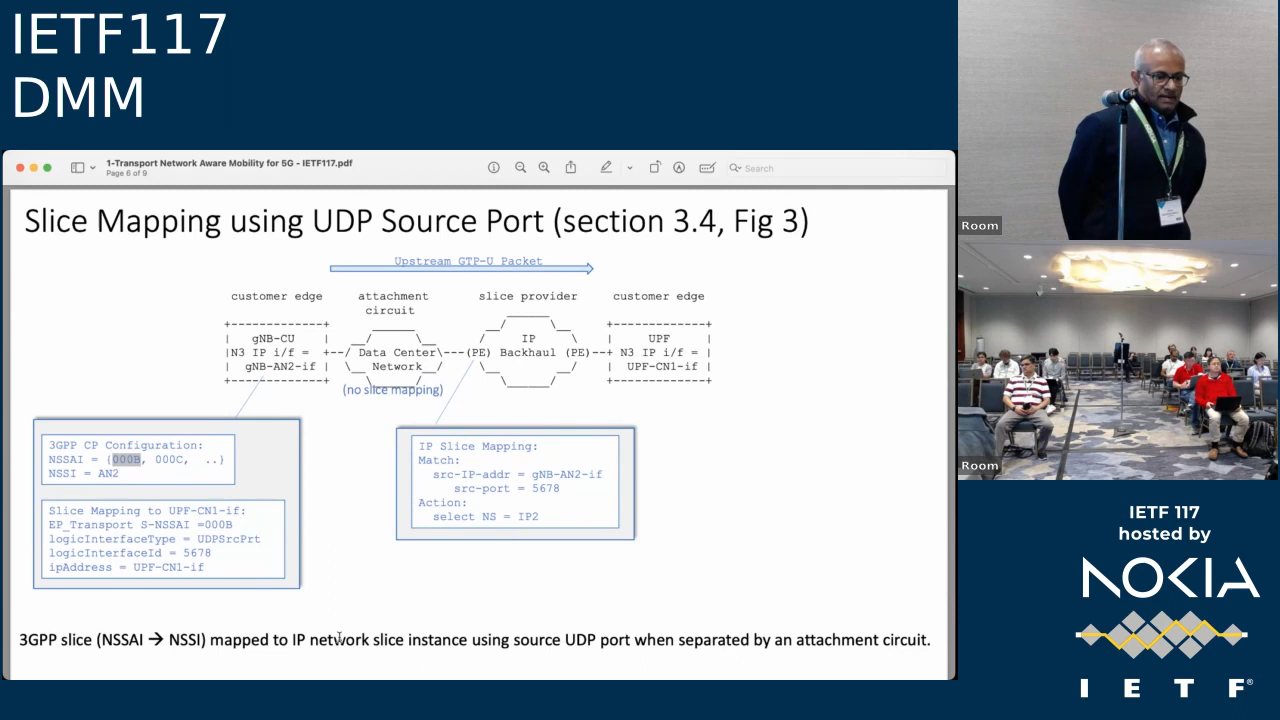 IETF117
DMM
1-Transport Network Aware Mobility for 5G - IETF117.pdf
Page 6 of 9
Search
Slice Mapping using UDP Source Port (section 3.4, Fig 3)
Upstream GTP-U Packet
customer edge attachment slice provider customer edge
circuit
gNB-CU IP UPF
N3 IP i/f = Data Center (PE) Backhaul (PE) N3 IP i/f =
gNB-AN2-if Network UPF-CN1-if
(no slice mapping)
3GPP CP Configuration:
NSSAI = {000B, 000C, ..}
NSSI = AN2
Slice Mapping to UPF-CN1-if:
EP_Transport S-NSSAI =000B
logicInterfaceType = UDPSrcPrt
logicInterfaceId = 5678
ipAddress = UPF-CN1-if
IP Slice Mapping:
Match:
src-IP-addr = gNB-AN2-if
src-port = 5678
Action:
select NS = IP2
3GPP slice (NSSAI → NSSI) mapped to IP network slice instance using source UDP port when separated by an attachment circuit.
Room
Room
IETF 117
hosted by
NOKIA
I E T F®